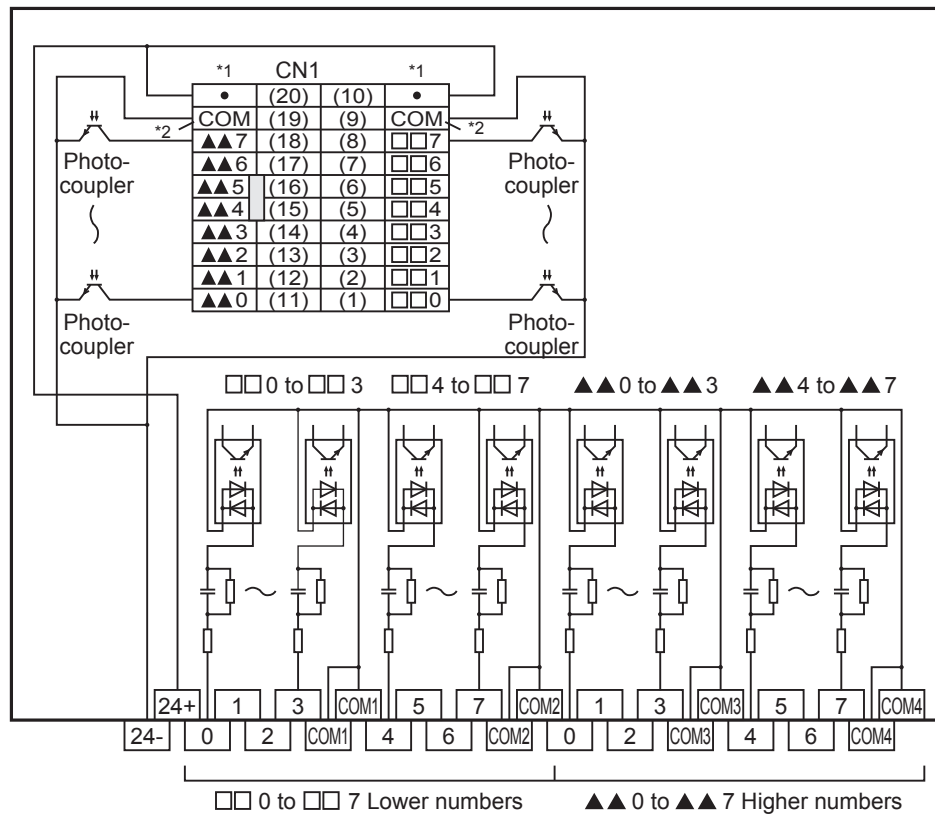 *1 CN1 *1
• (20) (10) •
COM (19) (9) COM
*2 *2
▲▲7 (18) (8) □□7
▲▲6 (17) (7) □□6
▲▲5 (16) (6) □□5
▲▲4 (15) (5) □□4
▲▲3 (14) (4) □□3
▲▲2 (13) (3) □□2
▲▲1 (12) (2) □□1
▲▲0 (11) (1) □□0
Photo-
coupler
Photo-
coupler
Photo-
coupler
Photo-
coupler
□□0 to □□3 □□4 to □□7 ▲▲0 to ▲▲3 ▲▲4 to ▲▲7
24+ 1 3 COM1 5 7 COM2 1 3 COM3 5 7 COM4
24- 0 2 COM1 4 6 COM2 0 2 COM3 4 6 COM4
□□ 0 to □□ 7 Lower numbers ▲▲ 0 to ▲▲ 7 Higher numbers